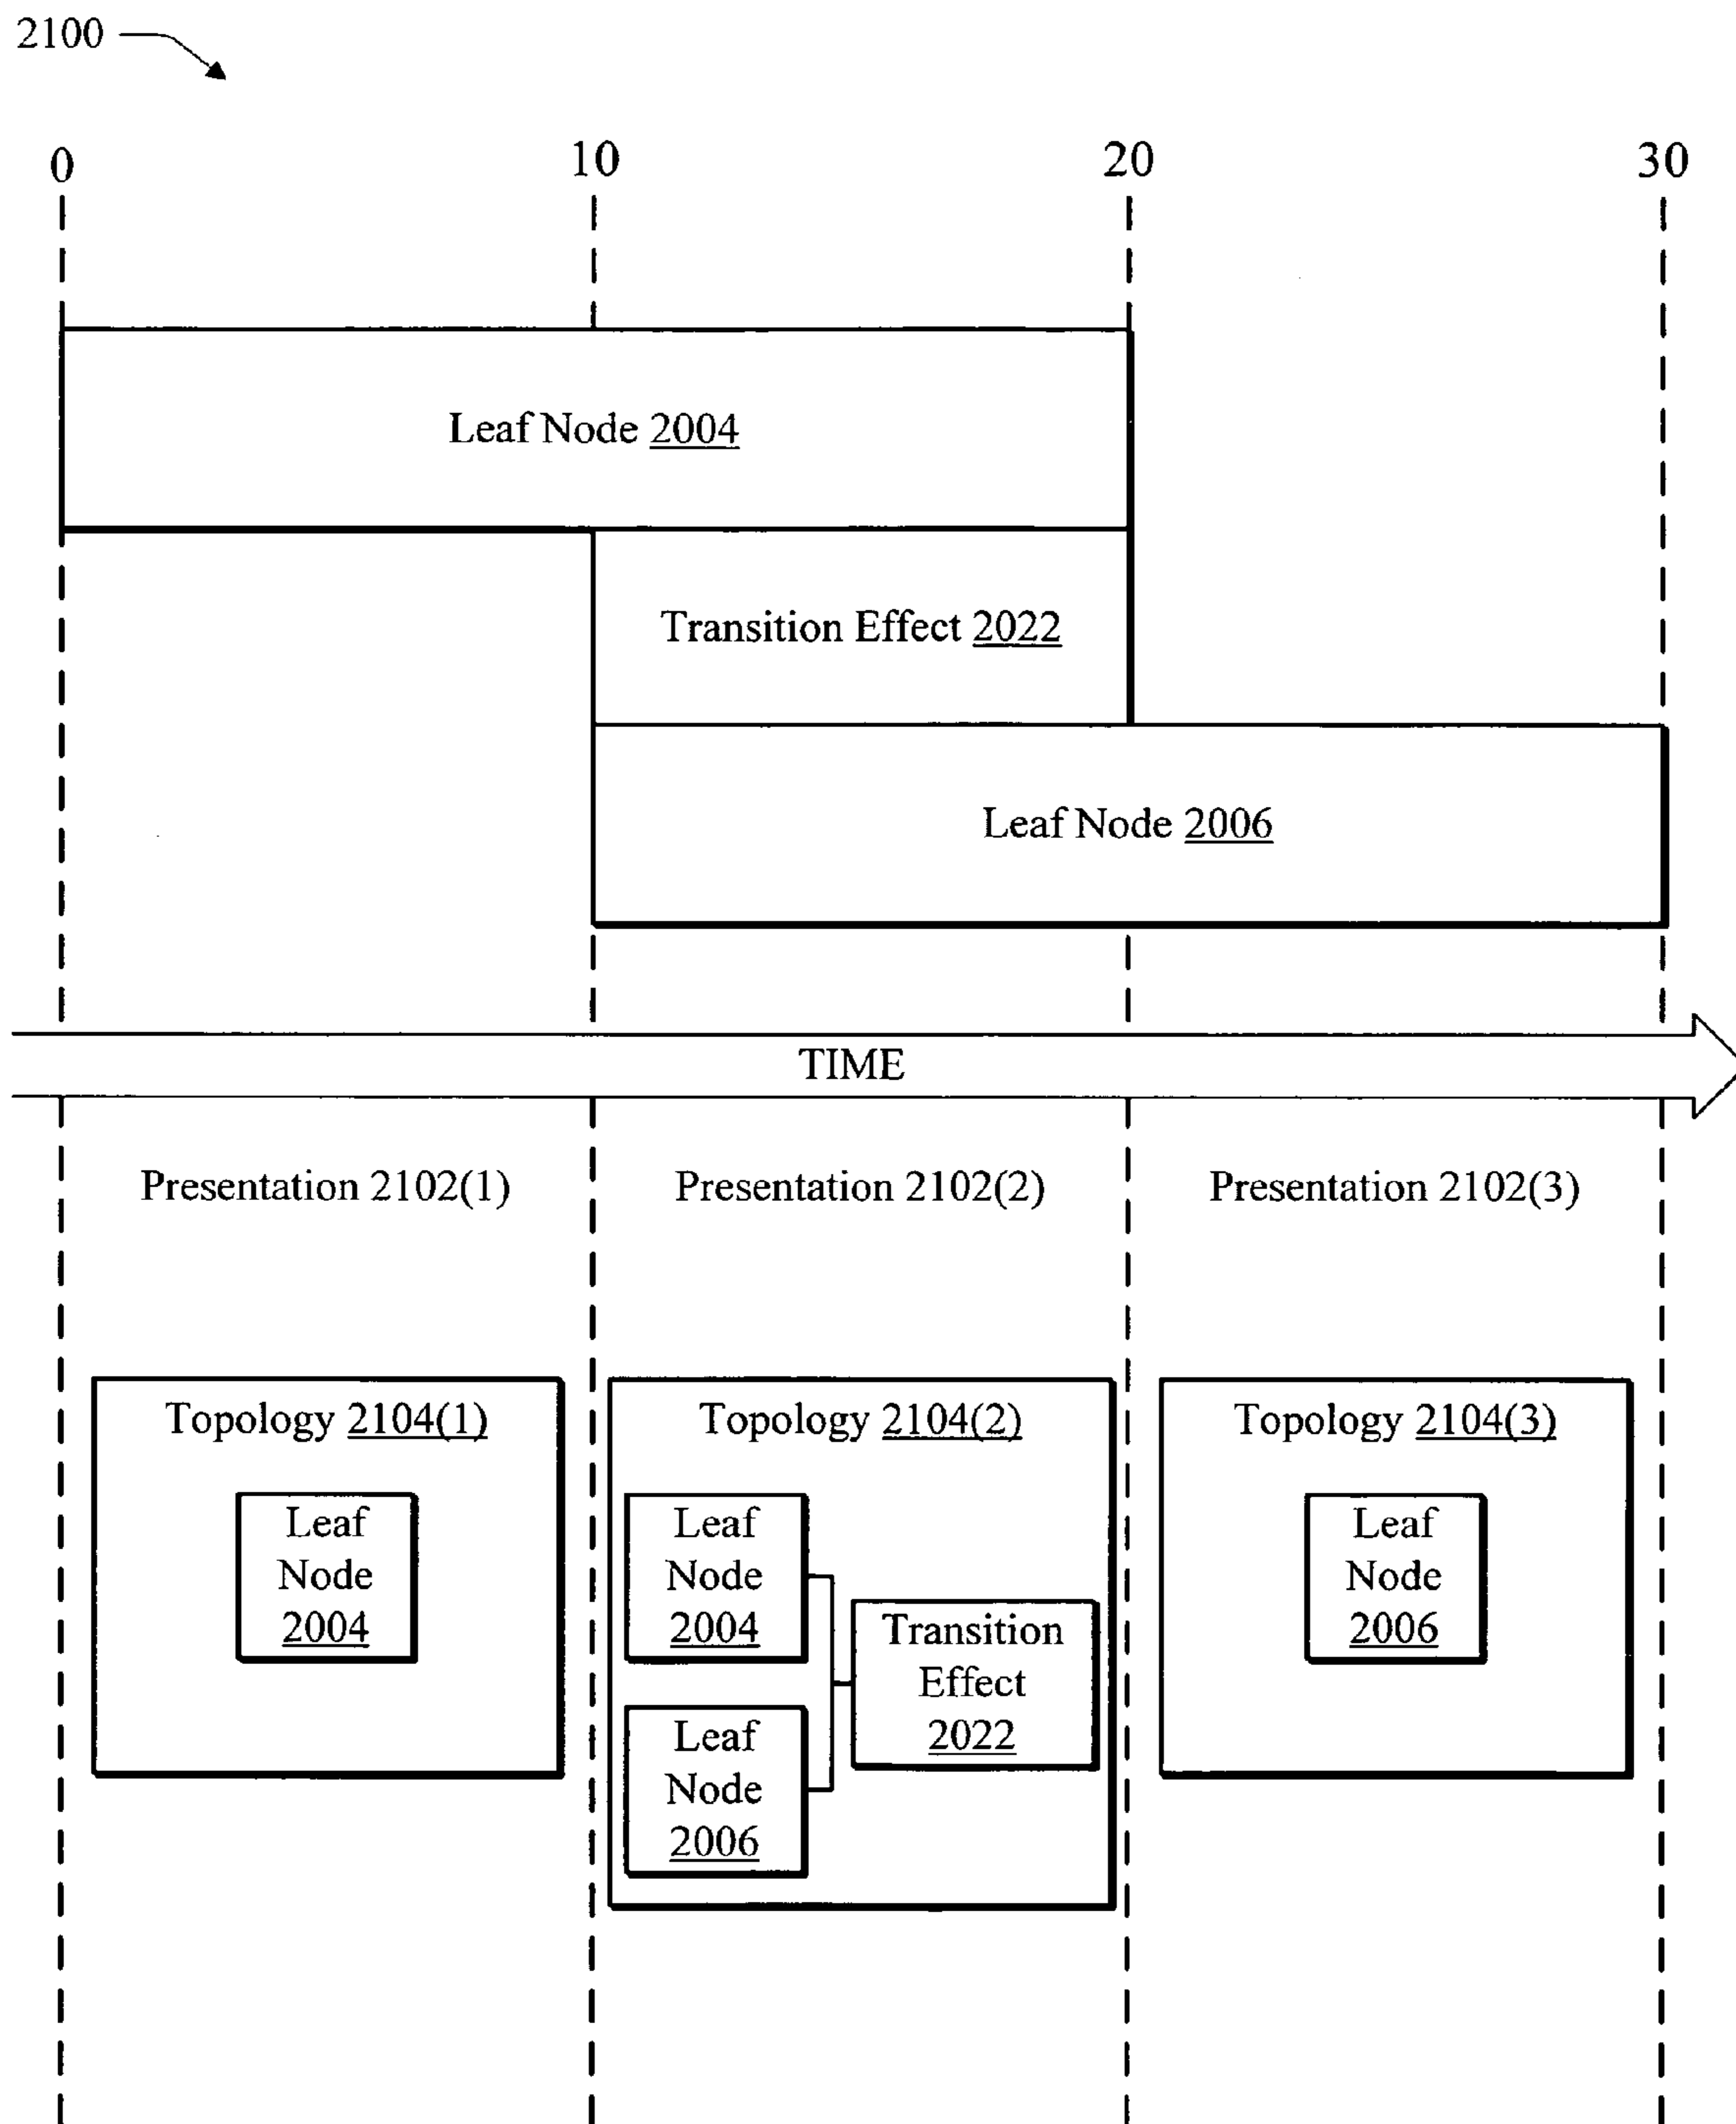 2100
0 10 20 30
Leaf Node 2004
Transition Effect 2022
Leaf Node 2006
TIME
Presentation 2102(1) Presentation 2102(2) Presentation 2102(3)
Topology 2104(1)
Leaf
Node
2004
Topology 2104(2)
Leaf
Node
2004
Leaf
Node
2006
Transition
Effect
2022
Topology 2104(3)
Leaf
Node
2006